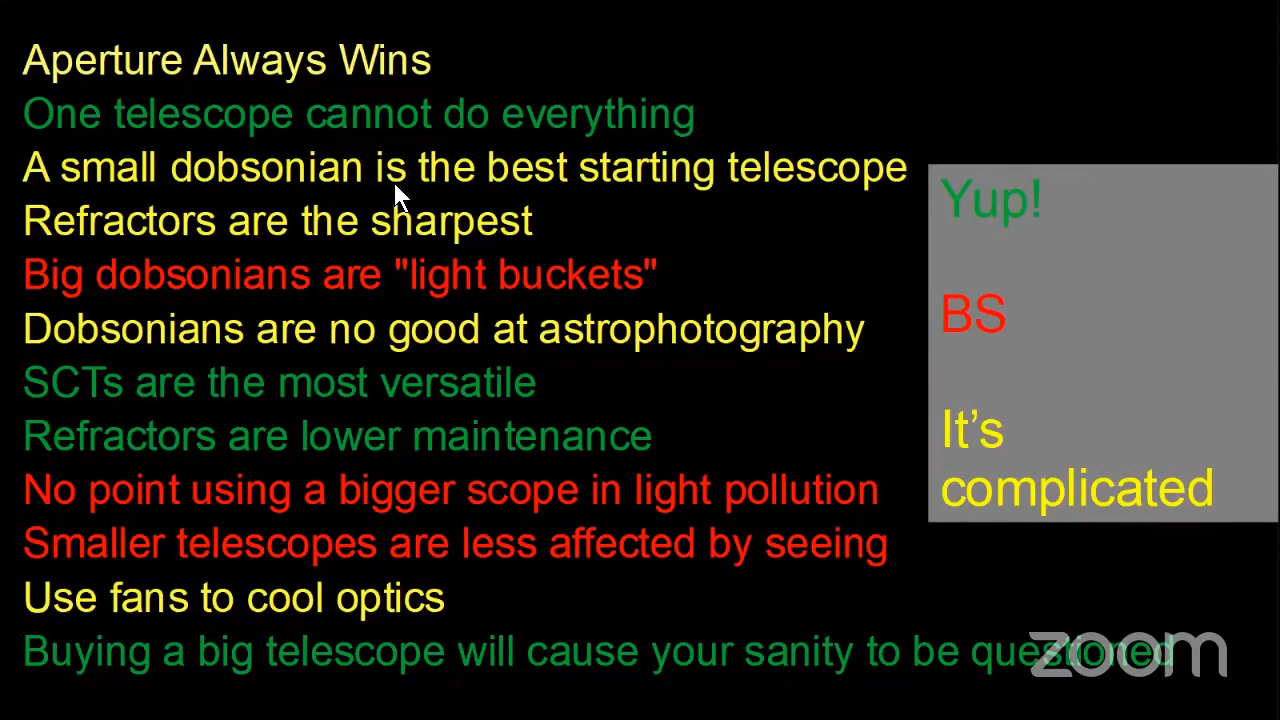 Aperture Always Wins
One telescope cannot do everything
A small dobsonian is the best starting telescope
Refractors are the sharpest
Big dobsonians are "light buckets"
Dobsonians are no good at astrophotography
SCTs are the most versatile
Refractors are lower maintenance
No point using a bigger scope in light pollution
Smaller telescopes are less affected by seeing
Use fans to cool optics
Buying a big telescope will cause your sanity to be questioned
Yup!
BS
It’s
complicated
zoom